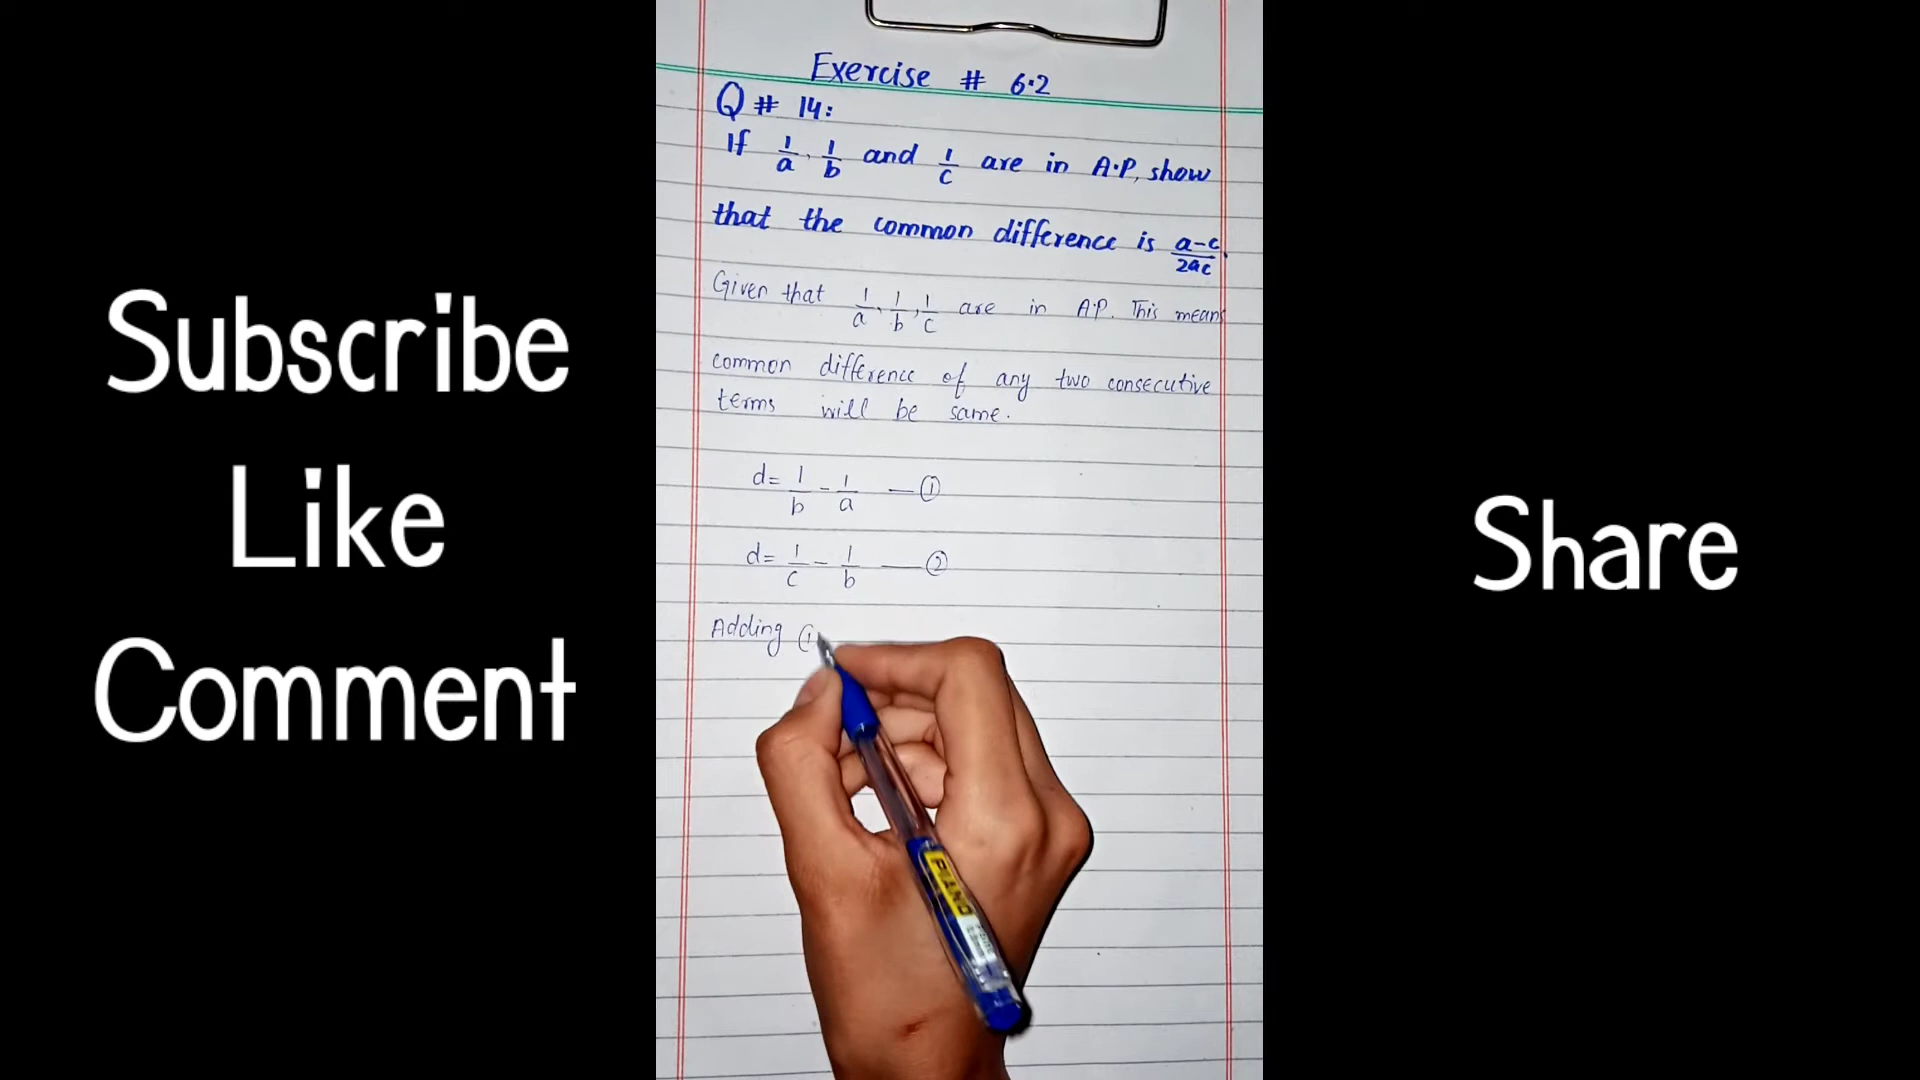 Subscribe
Like
Comment
Exercise # 6.2
Q # 14:
If 1/a, 1/b and 1/c are in A.P, show
that the common difference is a-c/2ac.
Given that 1/a, 1/b, 1/c are in A.P. This means
common difference of any two consecutive
terms will be same.
d= 1/b - 1/a — ①
d= 1/c - 1/b — ②
Adding ①
PIANO
Share